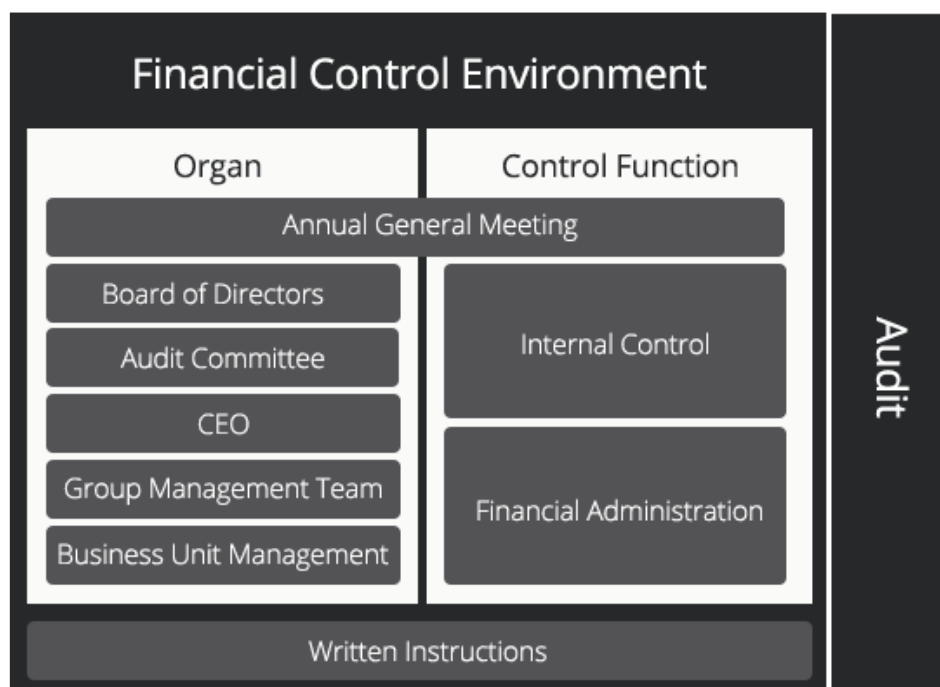 Financial Control Environment
Organ
Control Function
Annual General Meeting
Board of Directors
Audit Committee
CEO
Group Management Team
Business Unit Management
Internal Control
Financial Administration
Written Instructions
Audit